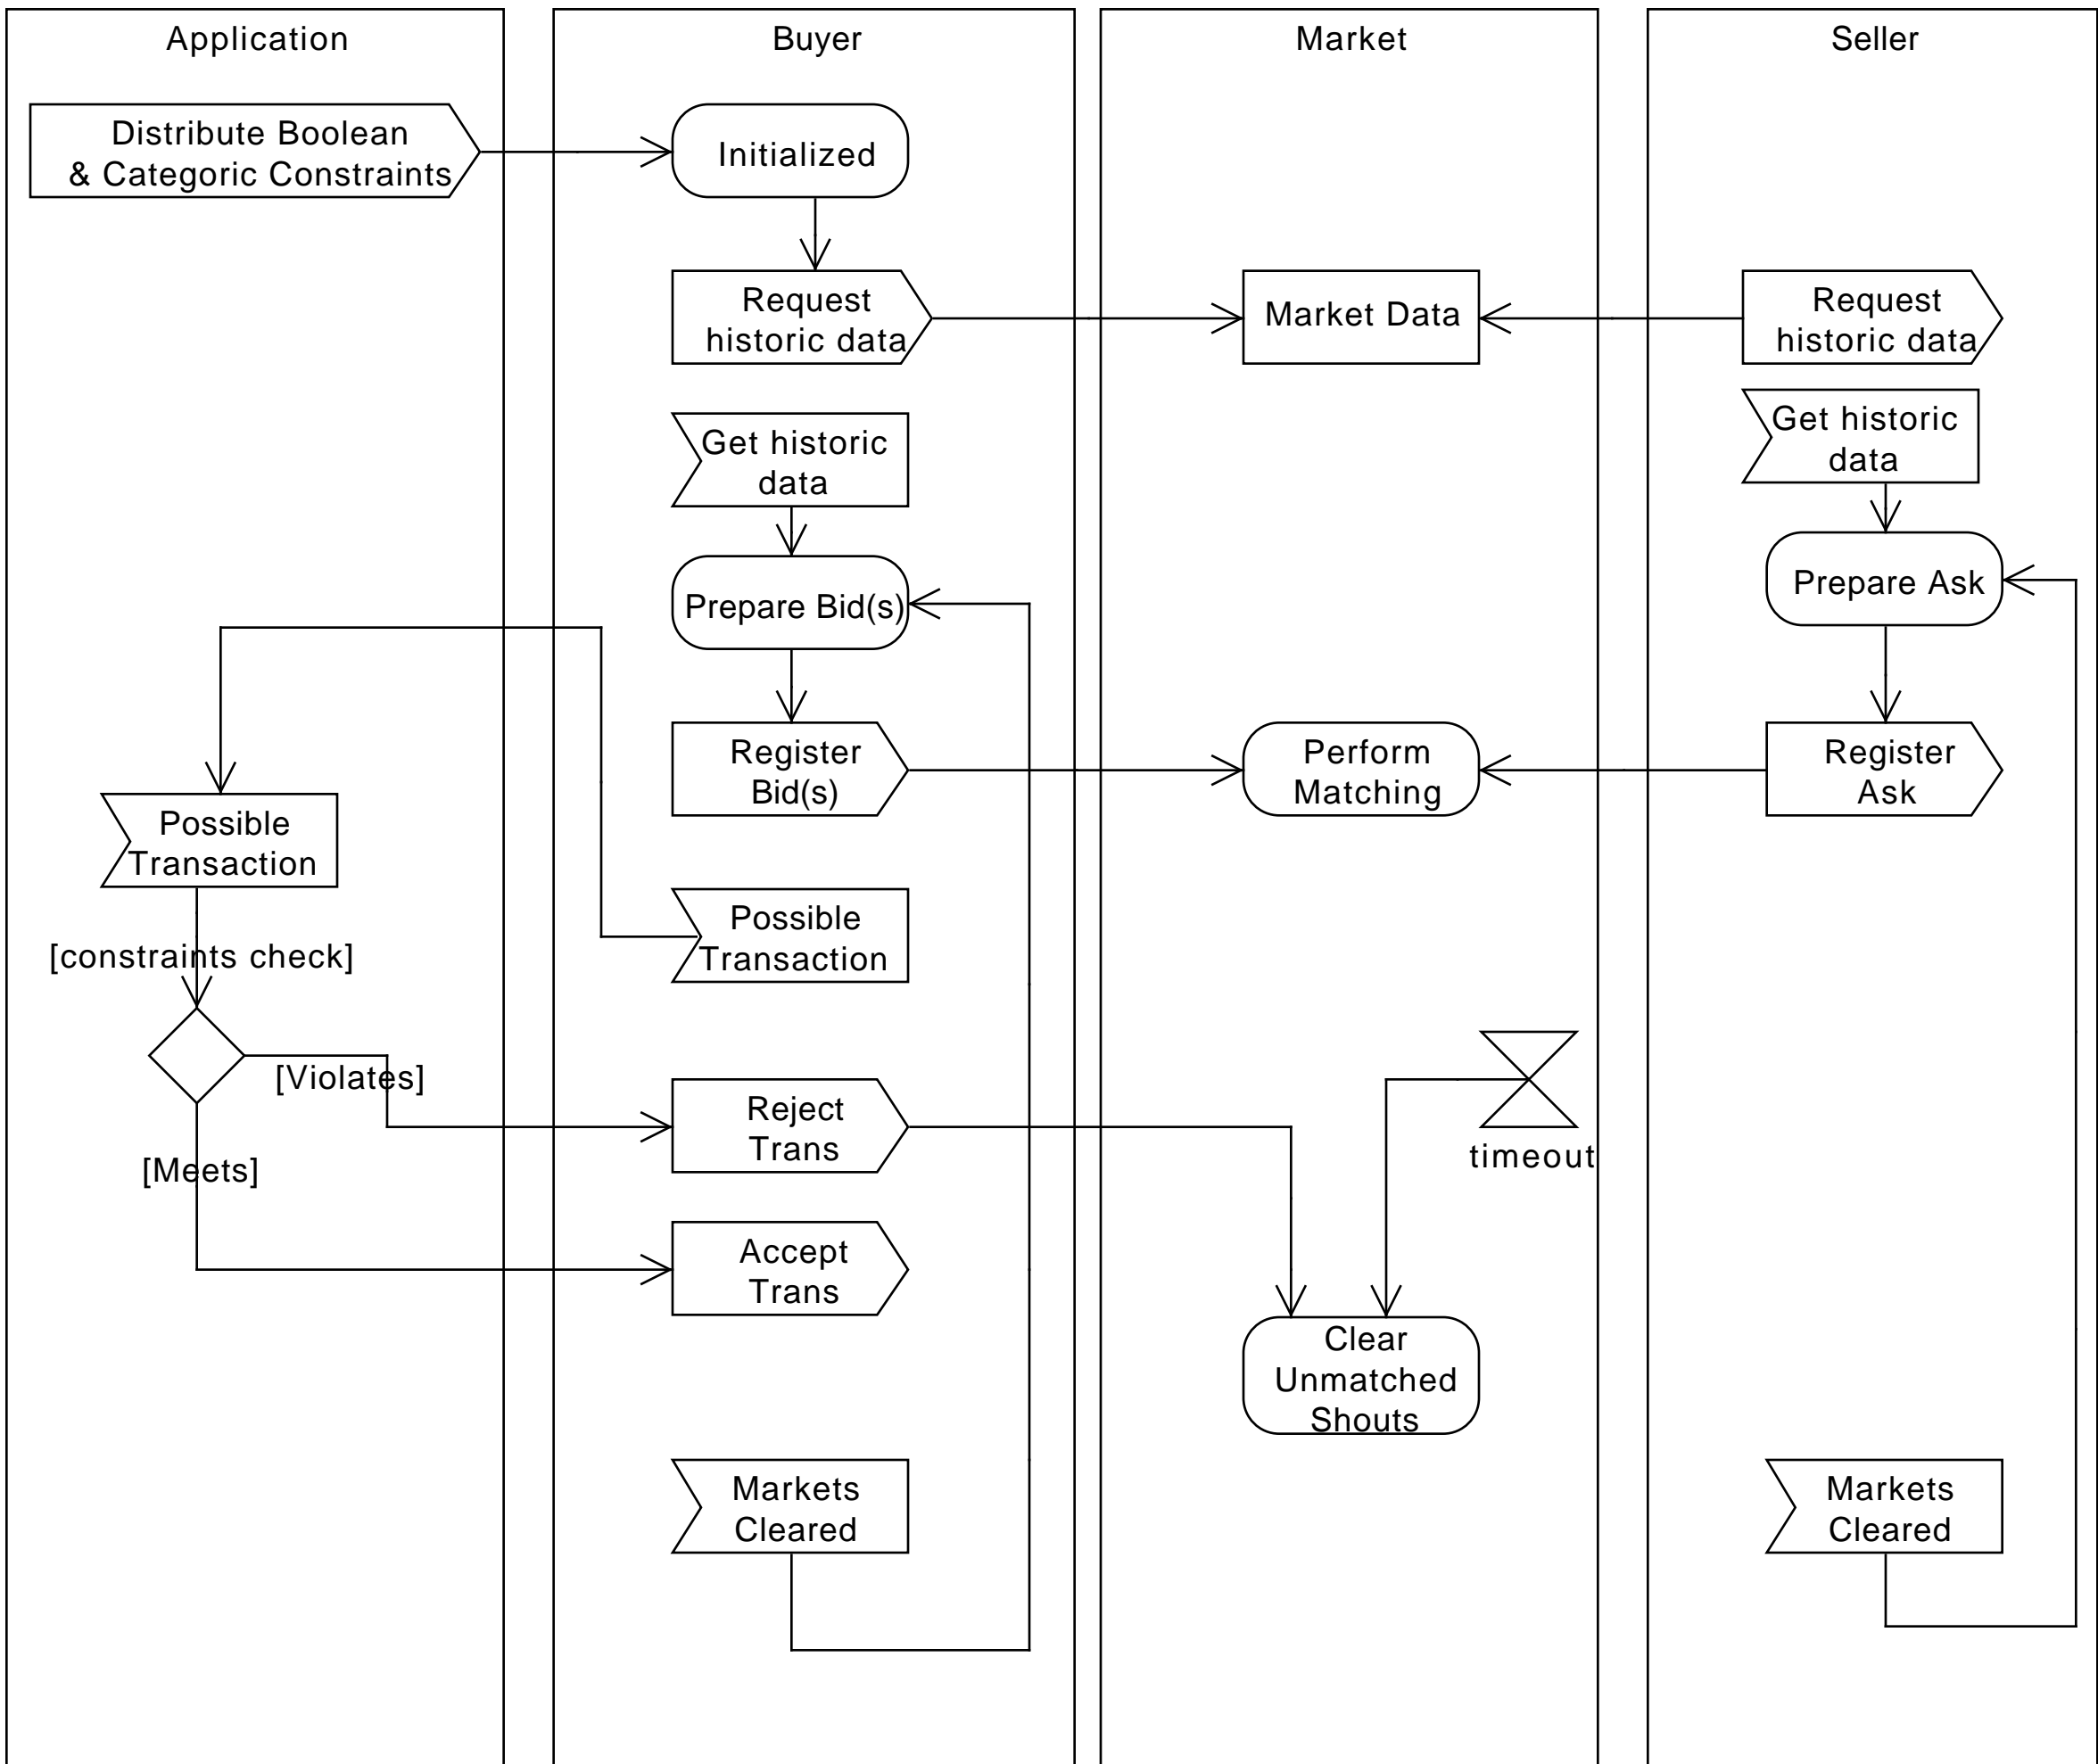 Application
Buyer
Market
Seller
Distribute Boolean
& Categoric Constraints
Initialized
Request
historic data
Market Data
Request
historic data
Get historic
data
Get historic
data
Prepare Bid(s)
Prepare Ask
Register
Bid(s)
Perform
Matching
Register
Ask
Possible
Transaction
Possible
Transaction
[constraints check]
[Violates]
[Meets]
Reject
Trans
timeout
Accept
Trans
Clear
Unmatched
Shouts
Markets
Cleared
Markets
Cleared